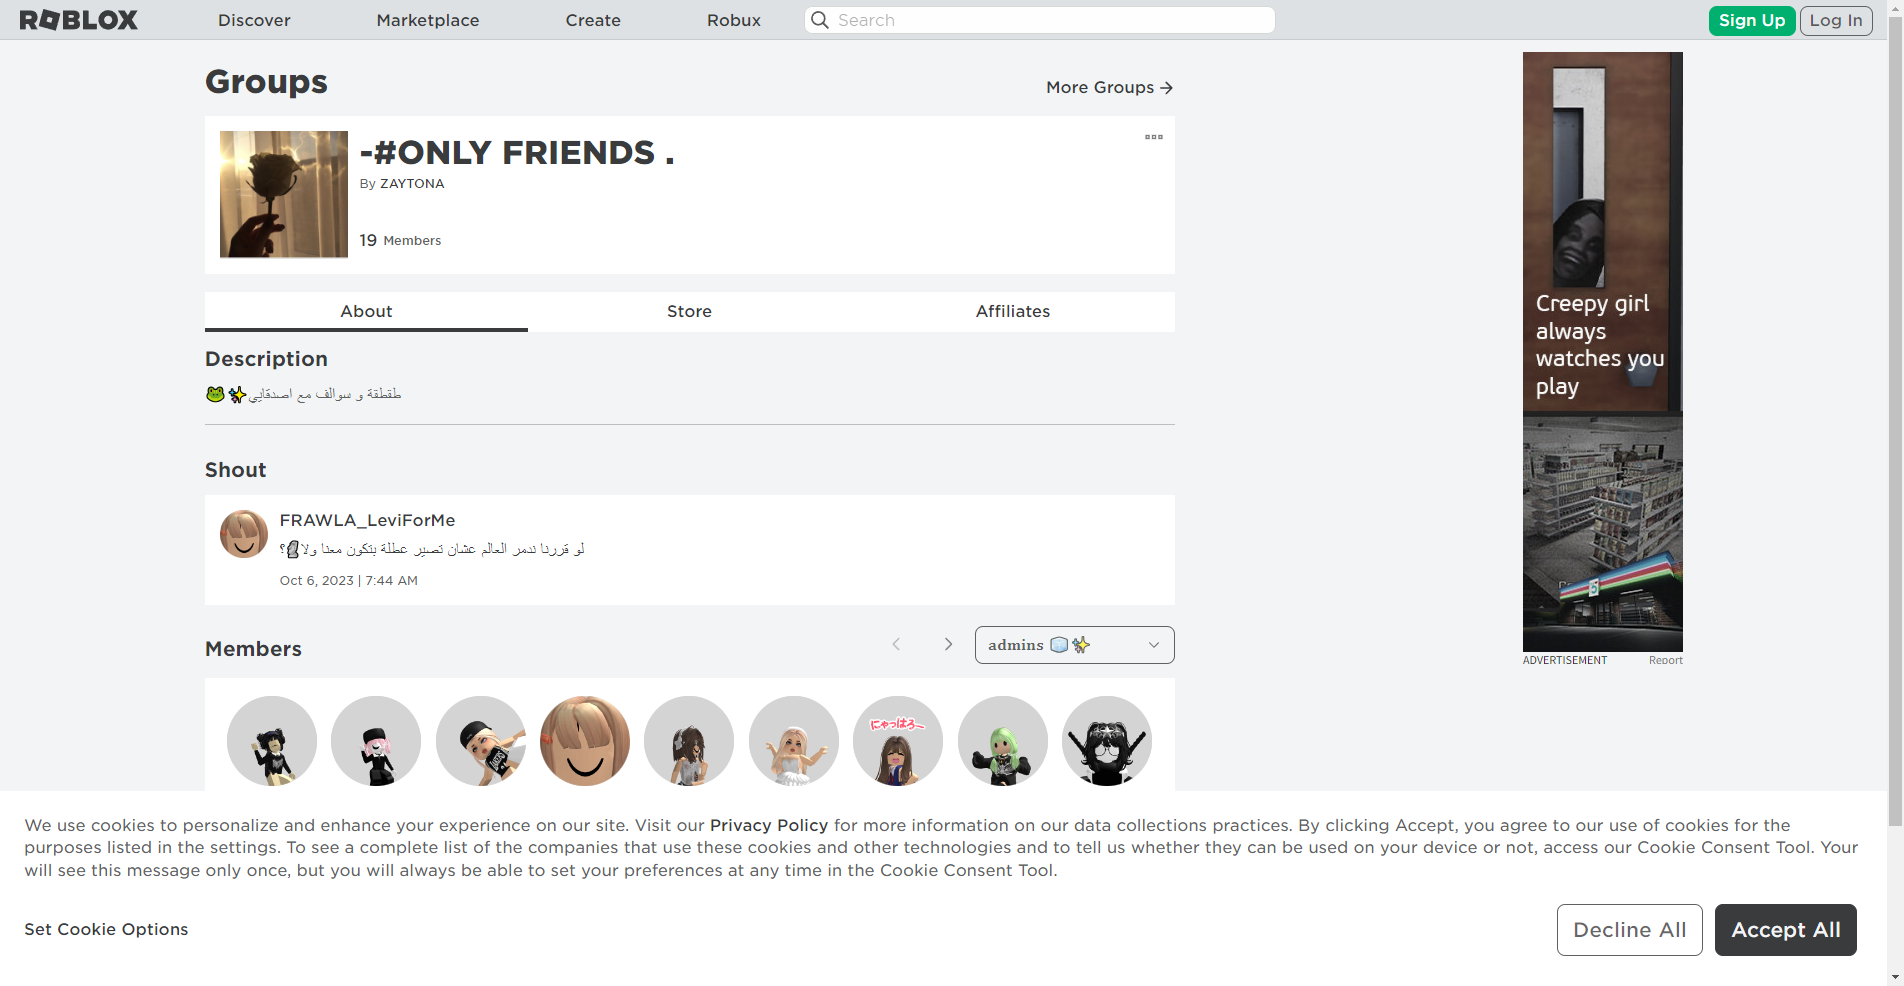 ROBLOX
Discover
Marketplace
Create
Robux
Search
Sign Up
Log In
Groups
More Groups
-#ONLY FRIENDS .
By ZAYTONA
19 Members
About
Store
Affiliates
Description
طقطقة و سوالف مع اصدقايي✨🐸
Shout
FRAWLA_LeviForMe
لو قررنا ندمر العالم عشان تصير عطلة بتكون معنا ولا🗿؟
Oct 6, 2023 | 7:44 AM
Members
admins 🧊✨
にゃっはろー
Creepy girl
always
watches you
play
ADVERTISEMENT
Report
We use cookies to personalize and enhance your experience on our site. Visit our Privacy Policy for more information on our data collections practices. By clicking Accept, you agree to our use of cookies for the
purposes listed in the settings. To see a complete list of the companies that use these cookies and other technologies and to tell us whether they can be used on your device or not, access our Cookie Consent Tool. Your
will see this message only once, but you will always be able to set your preferences at any time in the Cookie Consent Tool.
Set Cookie Options
Decline All
Accept All